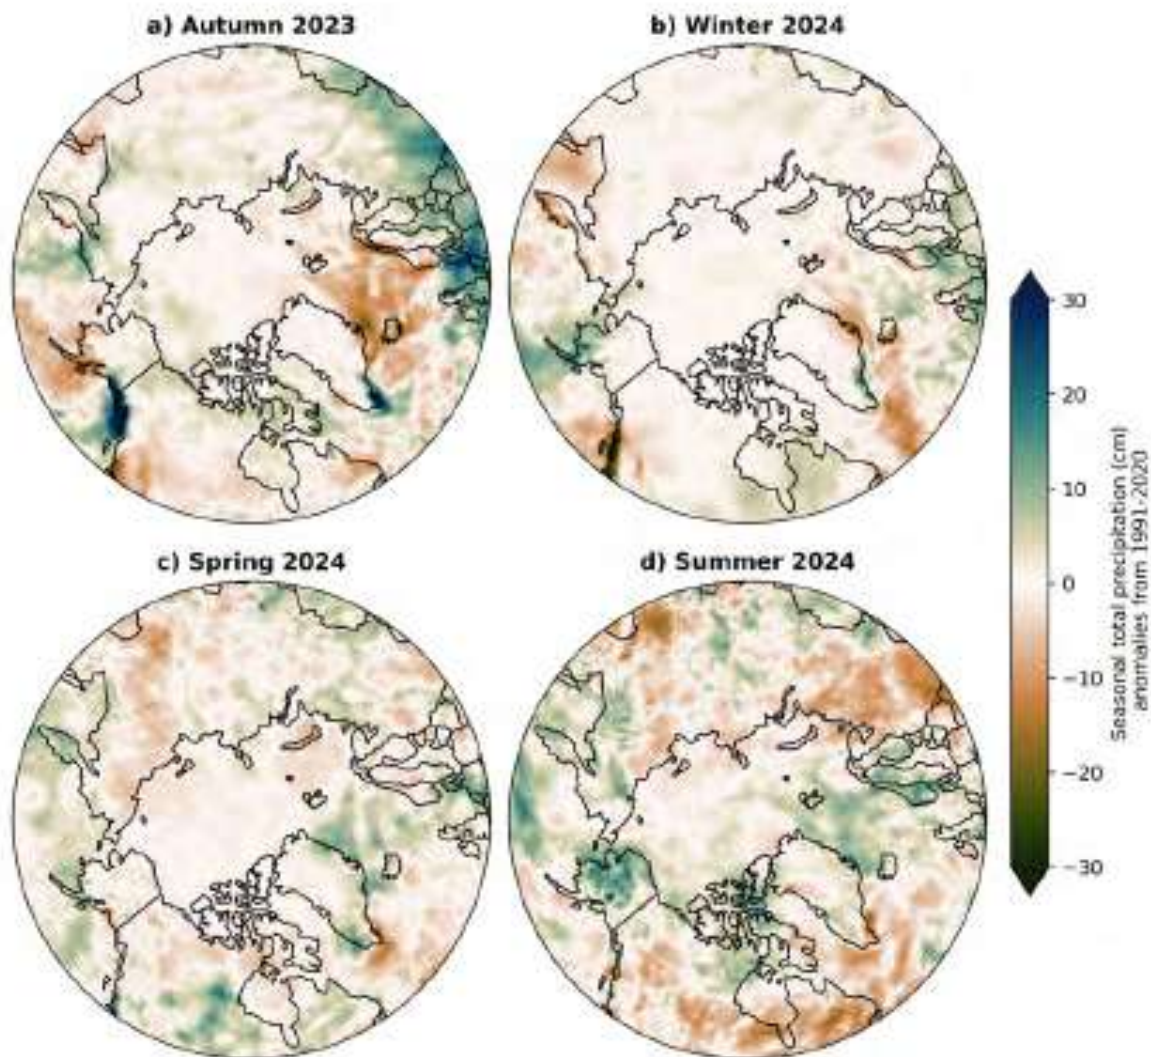 a) Autumn 2023
b) Winter 2024
c) Spring 2024
d) Summer 2024
30
20
10
0
−10
−20
−30
Seasonal total precipitation (cm)
anomalies from 1991-2020